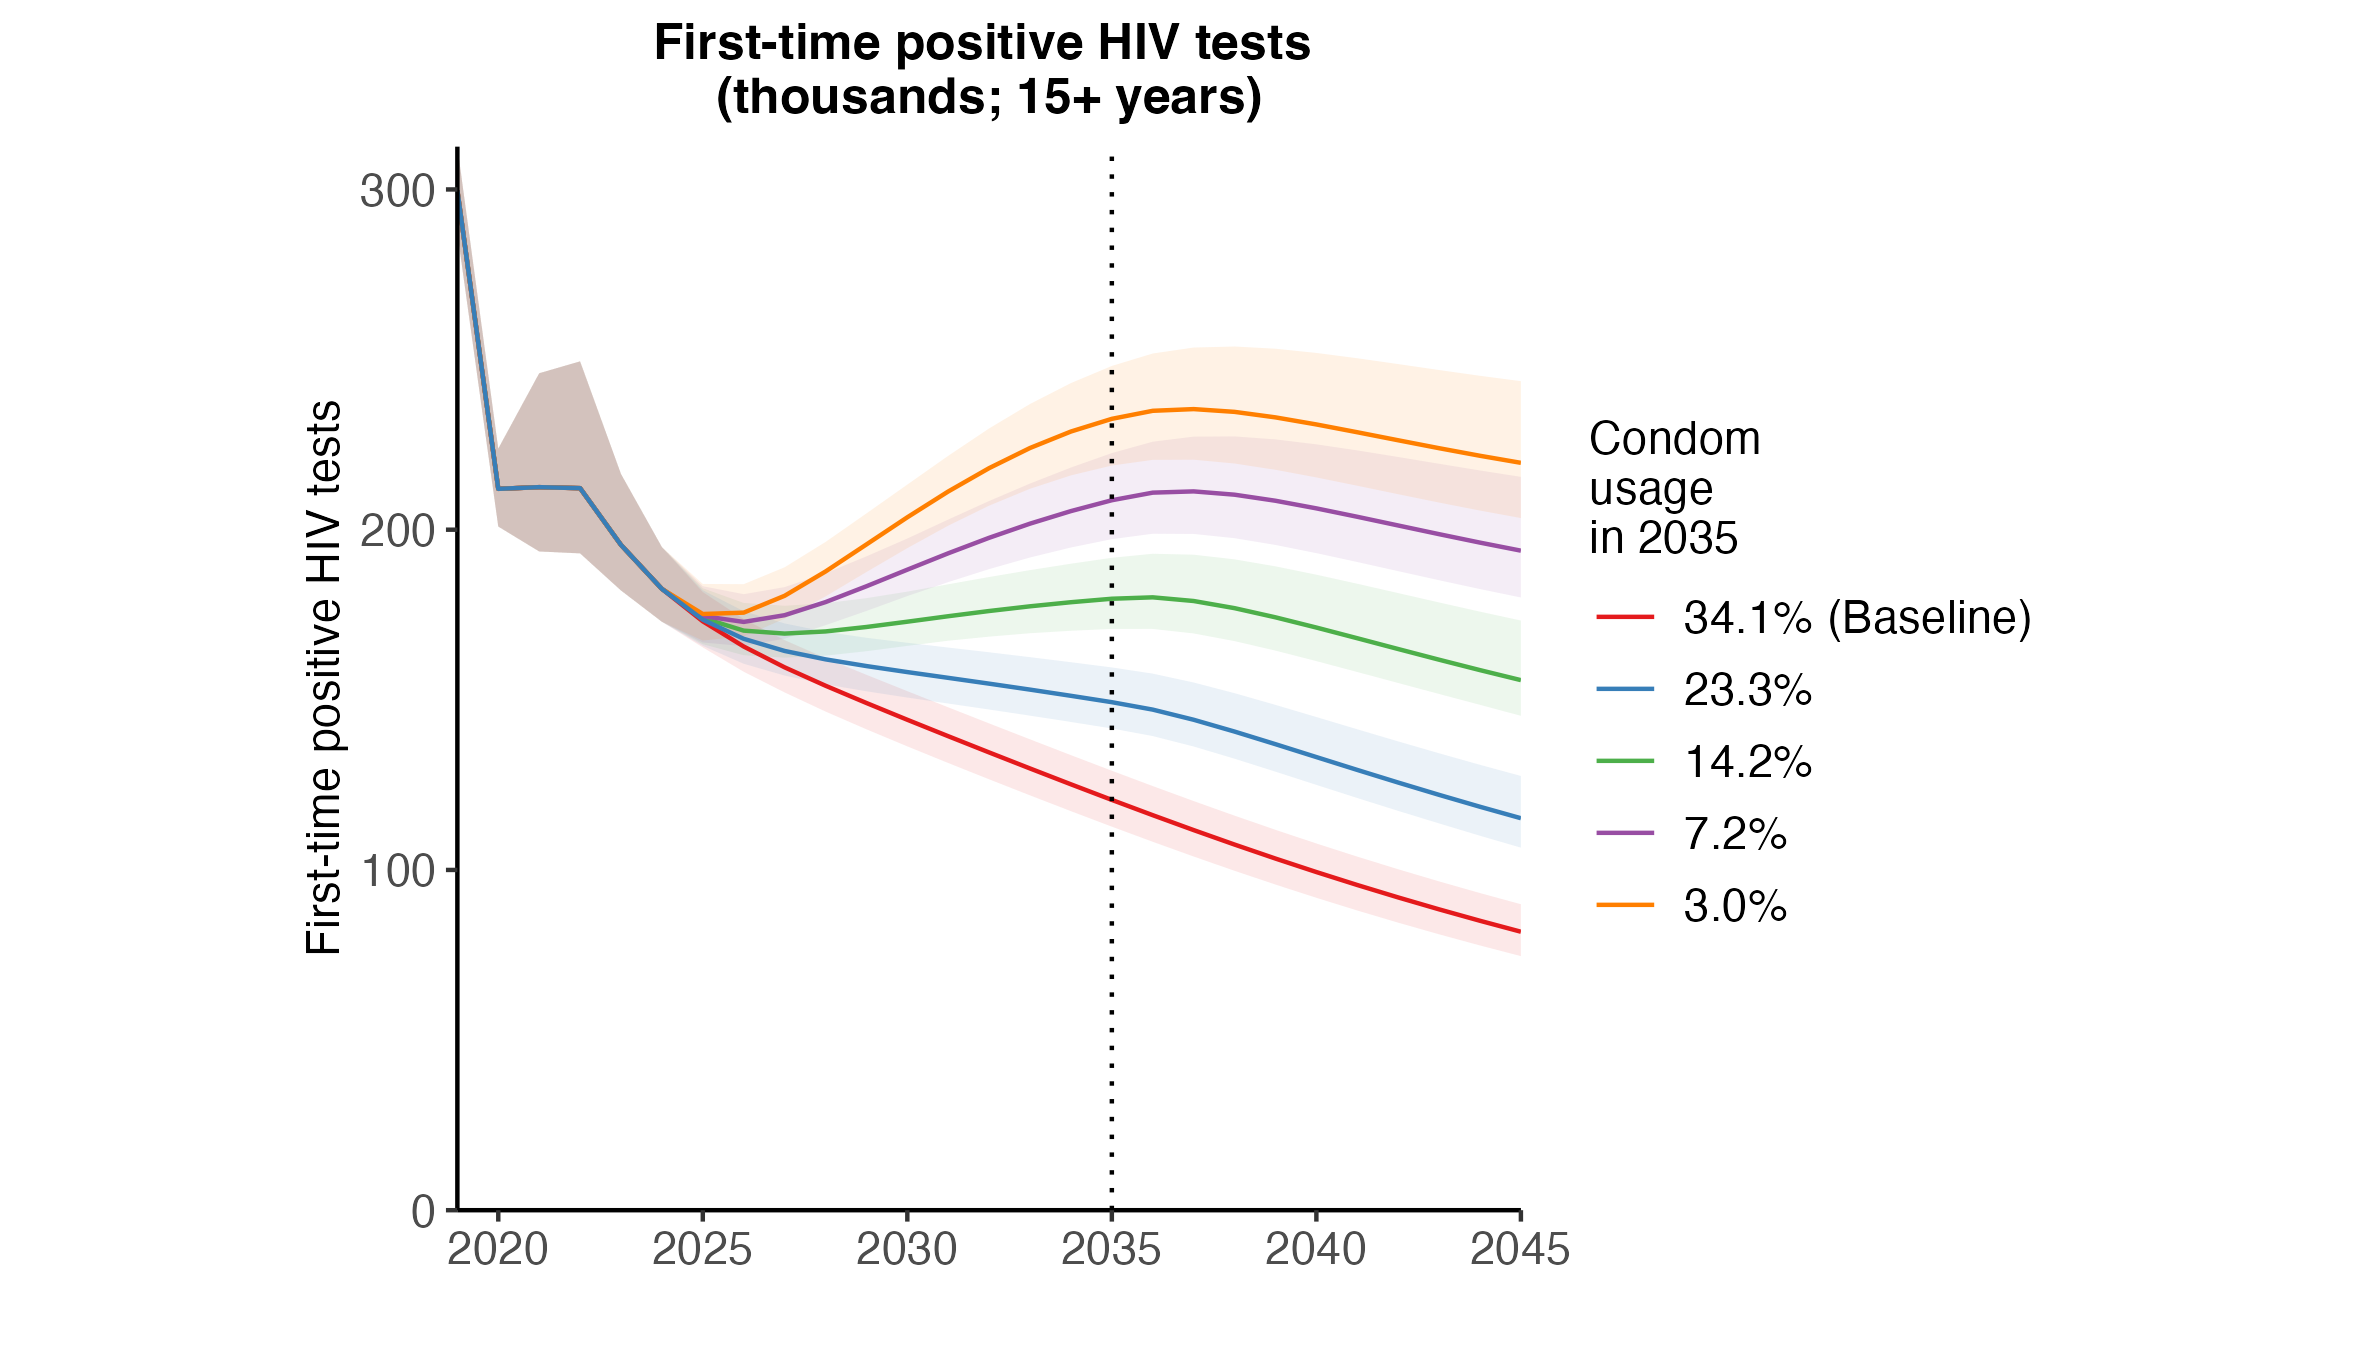 First-time positive HIV tests
(thousands; 15+ years)
First-time positive HIV tests
300
200
100
0
2020
2025
2030
2035
2040
2045
Condom
usage
in 2035
34.1% (Baseline)
23.3%
14.2%
7.2%
3.0%